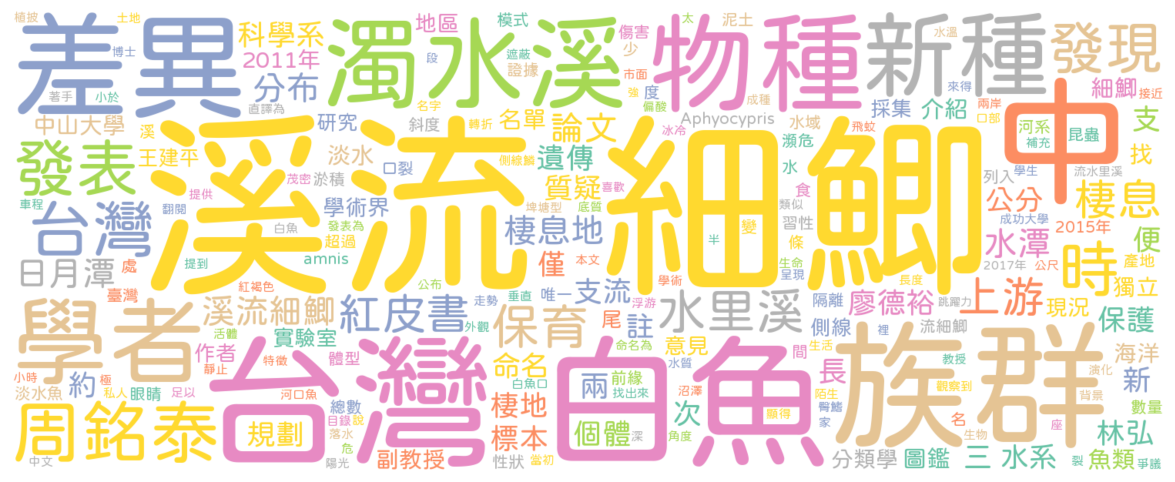 植披 土地
差異
博士
著手 小於
科學系
2011年
分布
直譯為
濁水溪
地區 模式
段 遮蔽
傷害 太 泥土
少
證據 市面
強 度 偏酸
物種
成種
新種
水溫
來得
發現
細鯽 接近
中山大學
溪 王建平
發表
車程
研究 斜度
淡水 口裂
淤積
茂密
提供
名字 轉折
名單 論文
側線鱗 遺傳
質疑 喜歡
冰冷 飛蚊
Aphyocypris
水域
瀕危
水
食
類似
習性
條
變
採集 介紹 兩岸
口部
中
河系
補充
昆蟲
支
找
列入 學生 流水里溪
成功大學
公分 棲息
溪流細鯽
台灣
翻閱 白魚
學術界
發表為
超過
amnis
提到
日月潭 處
紅褐色
棲息地
埤塘型 底質
僅 本文
半
生命
呈現
水潭 2015年 便
2017年 公尺 產地
時 獨立
臺灣
公布 走勢 垂直 唯一 支流
浮游
學術
長度
隔離 廖德裕
跳躍力
上游 現況 保護
學者
溪流細鯽
紅皮書
外觀
保育
尾 註
水里溪
側線 裡 流細鯽
海洋
活體
作者 實驗室
靜止 特徵 體型
台灣
命名
命名為
水質
意見
間 生活
白魚
族群
教授
演化
觀察到 背景
新
數量
小時 約 極
淡水魚 私人 眼睛 足以
河口魚
白魚口
棲地
兩 前緣
找出來
沼澤
次
長
陌生
臀鰭
顯得
家
名
生物
座
林弘
周銘泰
規劃
總數
目錄 說
落水
危
標本
個體
深
角度
中文
陽光
副教授
性狀 當初
分類學 圖鑑 三 水系 裂 魚類 爭議